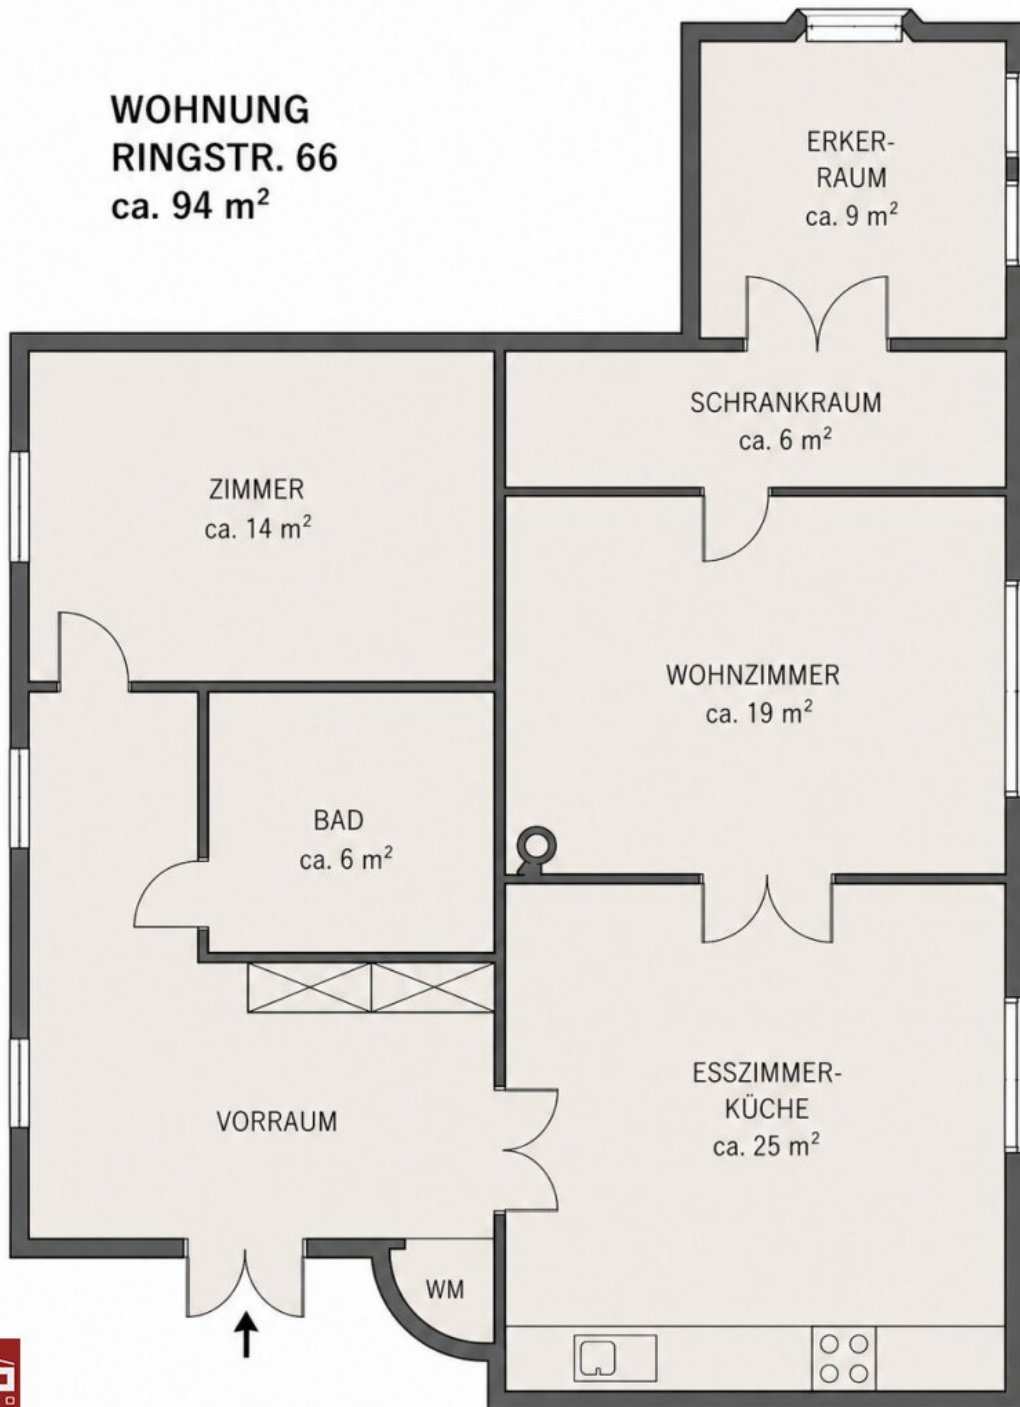 WOHNUNG
RINGSTR. 66
ca. 94 m²
ERKER-
RAUM
ca. 9 m²
SCHRANKRAUM
ca. 6 m²
ZIMMER
ca. 14 m²
WOHNZIMMER
ca. 19 m²
BAD
ca. 6 m²
ESSZIMMER-
KÜCHE
ca. 25 m²
VORRAUM
WM